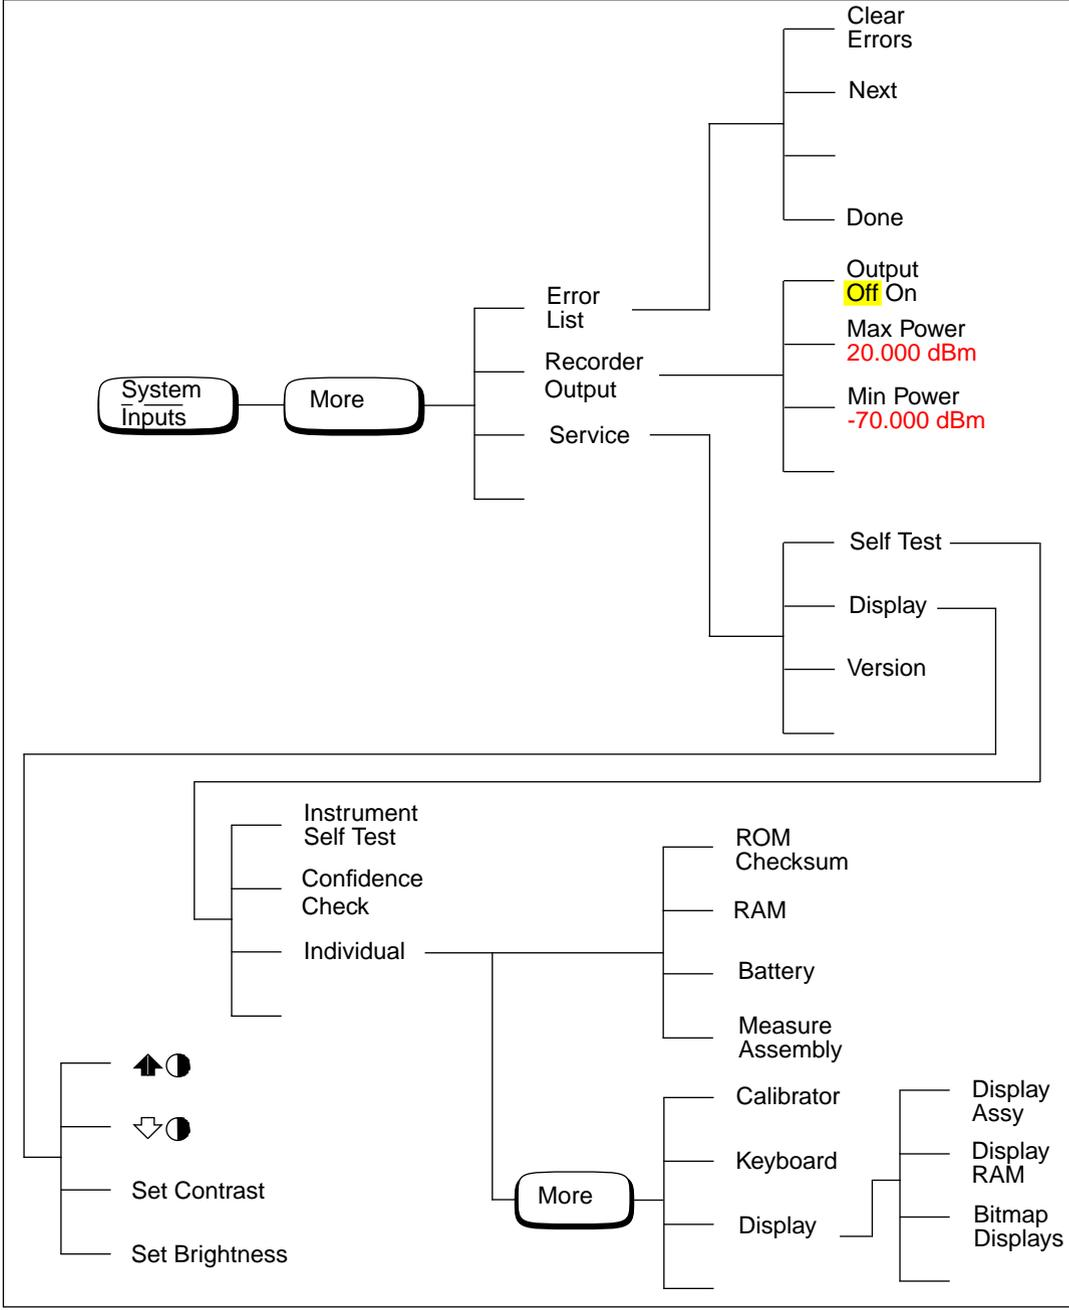 Clear
Errors
Next
Done
Output
Off On
Max Power
20.000 dBm
Min Power
-70.000 dBm
Error
List
Recorder
Output
Service
System
Inputs
More
Self Test
Display
Version
Instrument
Self Test
Confidence
Check
Individual
ROM
Checksum
RAM
Battery
Measure
Assembly
Set Contrast
Set Brightness
More
Calibrator
Keyboard
Display
Display
Assy
Display
RAM
Bitmap
Displays